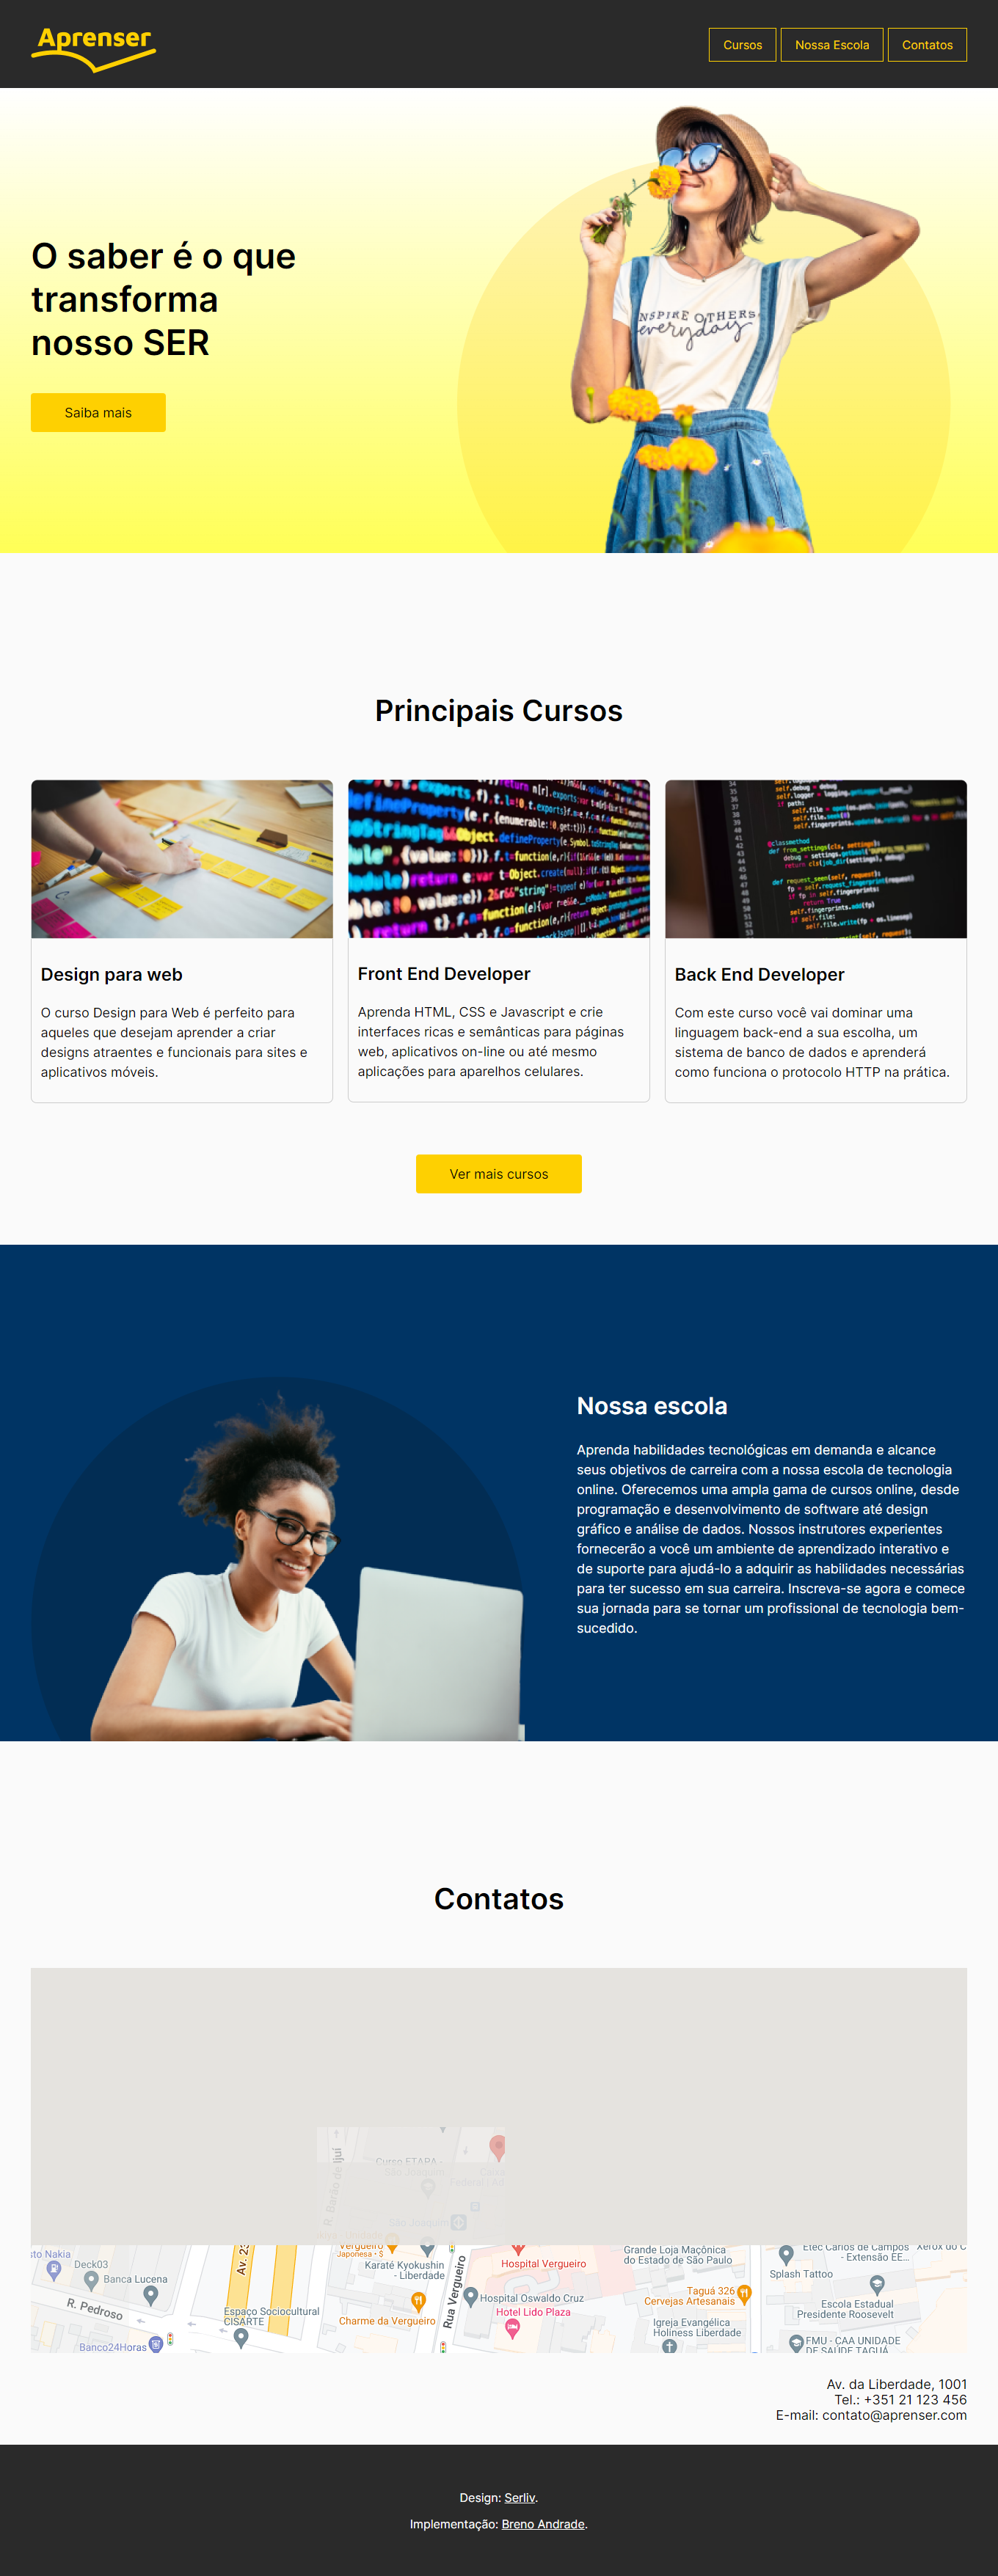 Aprenser
Cursos
Nossa Escola
Contatos
INSPIRE OTHERS
everyday
O saber é o que
transforma
nosso SER
Saiba mais
Principais Cursos
Design para web
O curso Design para Web é perfeito para
aqueles que desejam aprender a criar
designs atraentes e funcionais para sites e
aplicativos móveis.
Front End Developer
Aprenda HTML, CSS e Javascript e crie
interfaces ricas e semânticas para páginas
web, aplicativos on-line ou até mesmo
aplicações para aparelhos celulares.
Back End Developer
Com este curso você vai dominar uma
linguagem back-end a sua escolha, um
sistema de banco de dados e aprenderá
como funciona o protocolo HTTP na prática.
Ver mais cursos
Nossa escola
Aprenda habilidades tecnológicas em demanda e alcance
seus objetivos de carreira com a nossa escola de tecnologia
online. Oferecemos uma ampla gama de cursos online, desde
programação e desenvolvimento de software até design
gráfico e análise de dados. Nossos instrutores experientes
fornecerão a você um ambiente de aprendizado interativo e
de suporte para ajudá-lo a adquirir as habilidades necessárias
para ter sucesso em sua carreira. Inscreva-se agora e comece
sua jornada para se tornar um profissional de tecnologia bem-
sucedido.
Contatos
R. Barão de Ijuí
Curso ETAPA -
São Joaquim
São Joaquim
Vergueiro
Japonesa • $
Karatê Kyokushin
- Liberdade
Hospital Vergueiro
Grande Loja Maçônica
do Estado de São Paulo
Etec Carlos de Campos
- Extensão EE...
Splash Tattoo
sto Nakia
Deck03
Banca Lucena
Av. 23
R. Pedroso
Espaço Sociocultural
CISARTE
Charme da Vergueiro
Rua Vergueiro
Hospital Oswaldo Cruz
Hotel Lido Plaza
Taguá 326
Cervejas Artesanais
Igreja Evangélica
Holiness Liberdade
Escola Estadual
Presidente Roosevelt
Banco24Horas
FMU - CAA UNIDADE
DE SAÚDE TAGUÁ
Av. da Liberdade, 1001
Tel.: +351 21 123 456
E-mail: contato@aprenser.com
Design: Serliv.
Implementação: Breno Andrade.